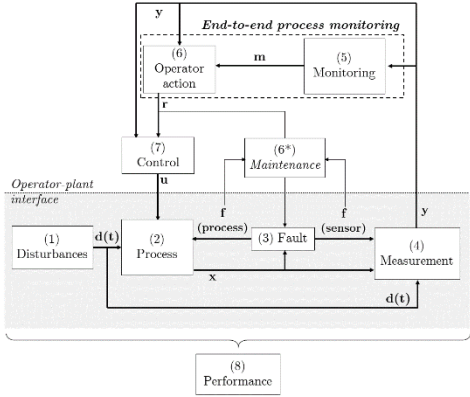 y
End-to-end process monitoring
(6)
Operator
action
m
(5)
Monitoring
r
(7)
Control
(6*)
Maintenance
u
Operator plant
interface
f
f
y
(process)
(sensor)
(1)
Disturbances
d(t)
(2)
Process
(3) Fault
(4)
Measurement
x
d(t)
(8)
Performance